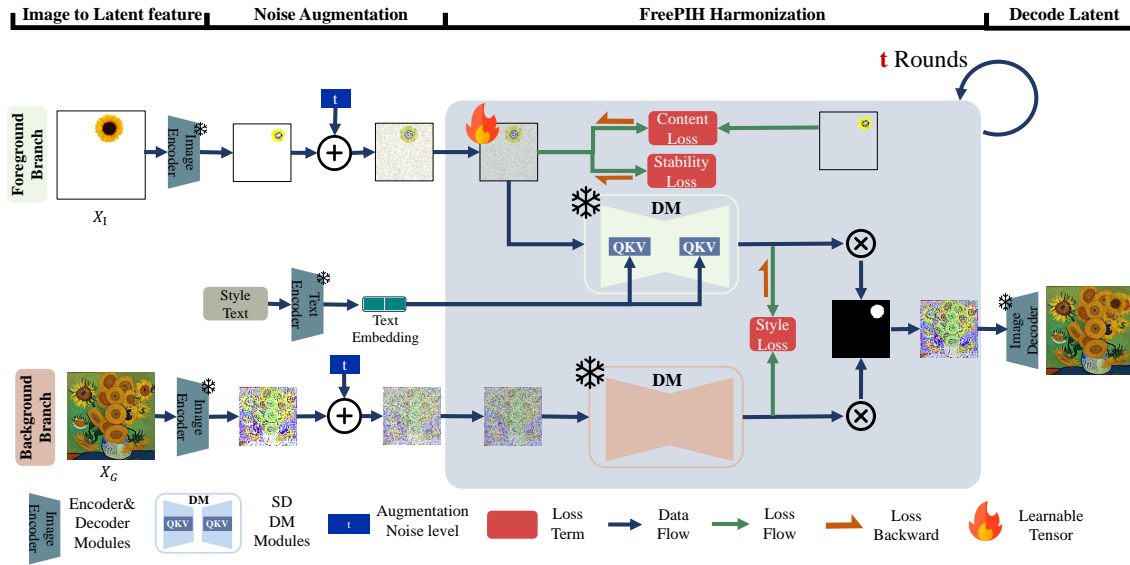 Image to Latent feature
Noise Augmentation
FreePIH Harmonization
Decode Latent
t Rounds
Foreground
Branch
X_I
Image
Encoder
t
Content
Loss
Stability
Loss
DM
QKV
QKV
Style
Text
Text
Encoder
Text
Embedding
Style
Loss
Image
Decoder
Background
Branch
X_G
Image
Encoder
t
DM
Image
Encoder
Encoder&
Decoder
Modules
DM
QKV
QKV
SD
DM
Modules
t
Augmentation
Noise level
Loss
Term
Data
Flow
Loss
Flow
Loss
Backward
Learnable
Tensor